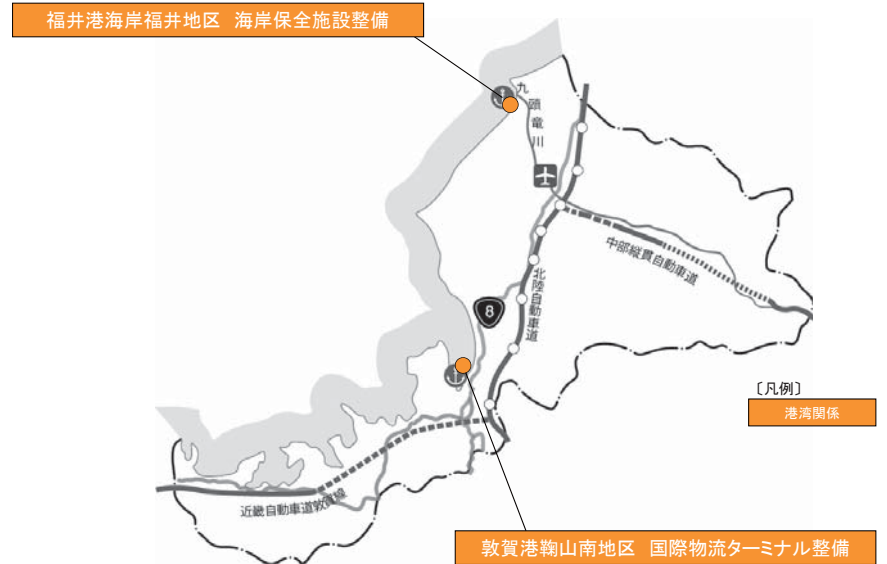 福井港海岸福井地区 海岸保全施設整備
九頭竜川
中部縦貫自動車道
北陸自動車道
8
〔凡例〕
港湾関係
近畿自動車道敦賀線
敦賀港鞠山南地区 国際物流ターミナル整備